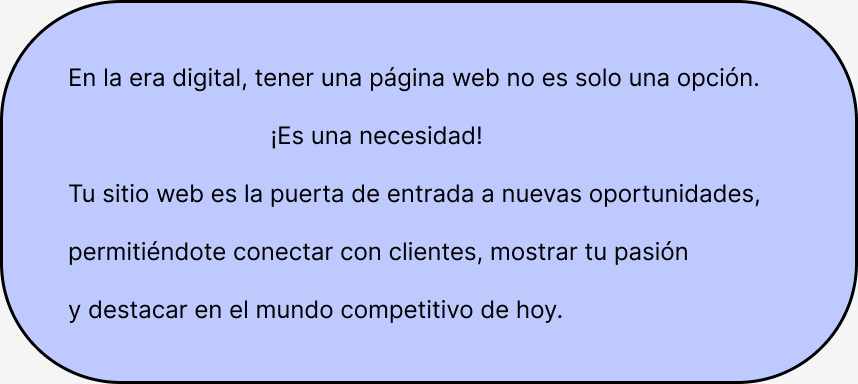 En la era digital, tener una página web no es solo una opción.
¡Es una necesidad!
Tu sitio web es la puerta de entrada a nuevas oportunidades,
permitiéndote conectar con clientes, mostrar tu pasión
y destacar en el mundo competitivo de hoy.